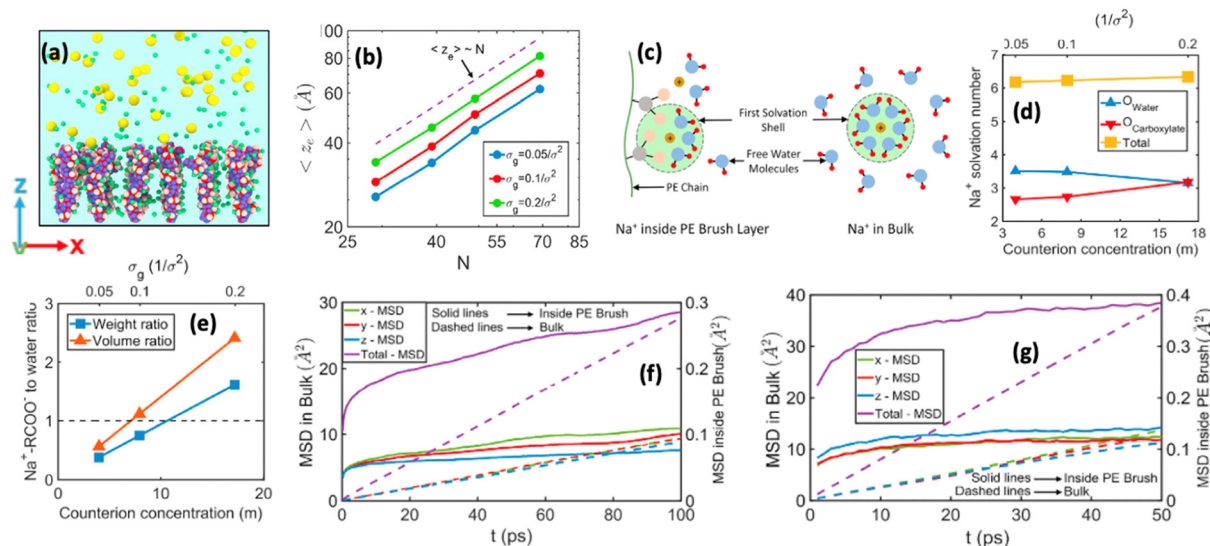 (a)
Z
Y
X
(b)
< z_e > ~ N
< z_e > (Å)
100
80
60
40
20
25
50
75
85
N
σ_g=0.05/σ²
σ_g=0.1/σ²
σ_g=0.2/σ²
(c)
First Solvation
Shell
Free Water
Molecules
PE Chain
Na⁺ inside PE Brush Layer
Na⁺ in Bulk
(1/σ²)
0.05
0.1
0.2
(d)
Na⁺ solvation number
7
6
5
4
3
2
O_Water
O_Carboxylate
Total
3
6
9
12
15
18
Counterion concentration (m)
σ_g (1/σ²)
0.05
0.1
0.2
(e)
Na⁺-RCOO⁻ to water ratio
3
2
1
0
Weight ratio
Volume ratio
0
10
20
Counterion concentration (m)
(f)
MSD in Bulk (Å²)
30
20
10
0
x - MSD
y - MSD
z - MSD
Total - MSD
Solid lines → Inside PE Brush
Dashed lines → Bulk
0.3
0.2
0.1
0
MSD inside PE Brush(Å²)
0
20
40
60
80
100
t (ps)
(g)
MSD in Bulk (Å²)
40
30
20
10
0
x - MSD
y - MSD
z - MSD
Total - MSD
Solid lines → Inside PE Brush
Dashed lines → Bulk
0.4
0.3
0.2
0.1
0
MSD inside PE Brush (Å²)
0
10
20
30
40
50
t (ps)